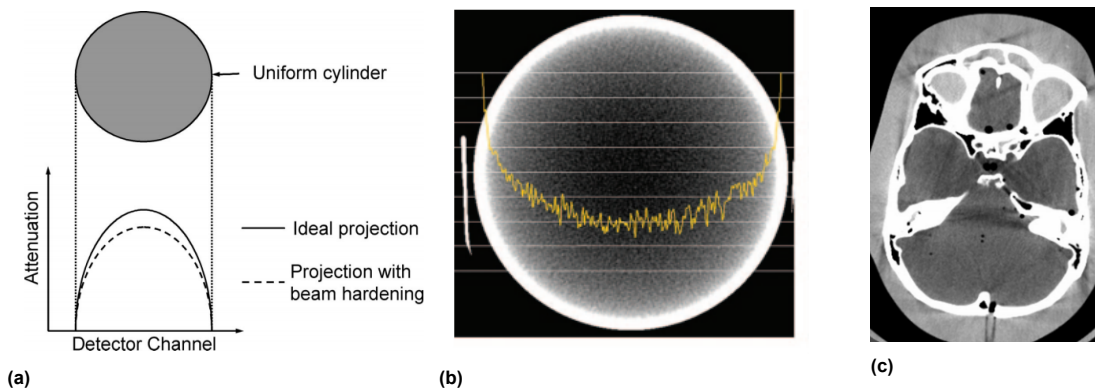 Uniform cylinder
Attenuation
Ideal projection
Projection with
beam hardening
Detector Channel
(a)
(b)
(c)